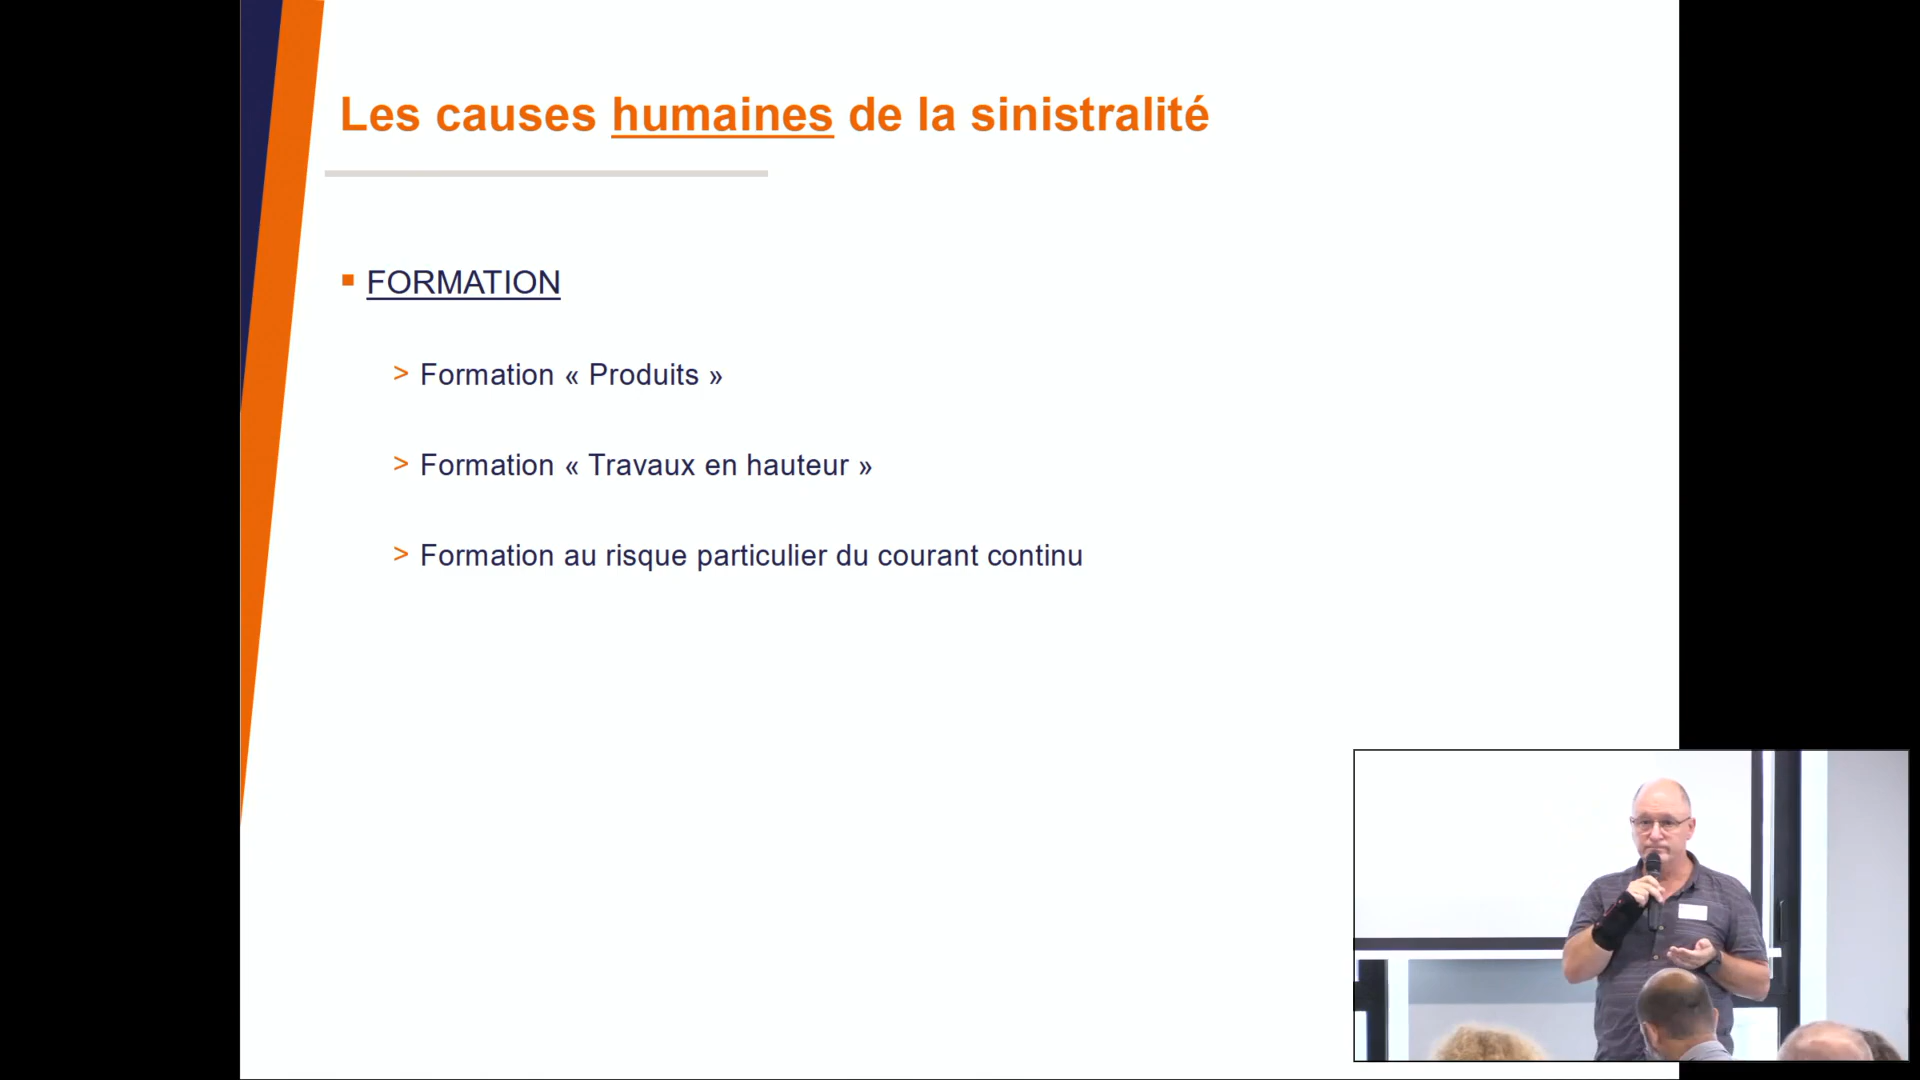 Les causes humaines de la sinistralité
FORMATION
> Formation « Produits »
> Formation « Travaux en hauteur »
> Formation au risque particulier du courant continu